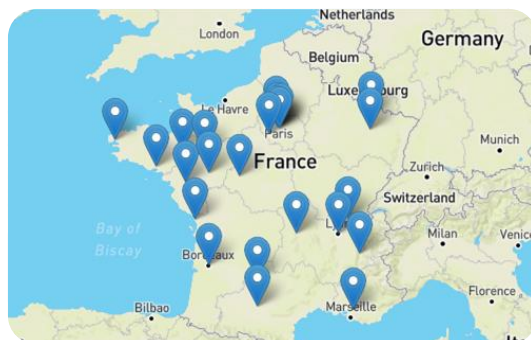 Netherlands
London
Germany
Belgium
Luxembourg
Le Havre
Paris
Munich
France
Zurich
Switzerland
Bay of
Biscay
Milan
Venice
Bordeaux
Florence
Marseille
Bilbao